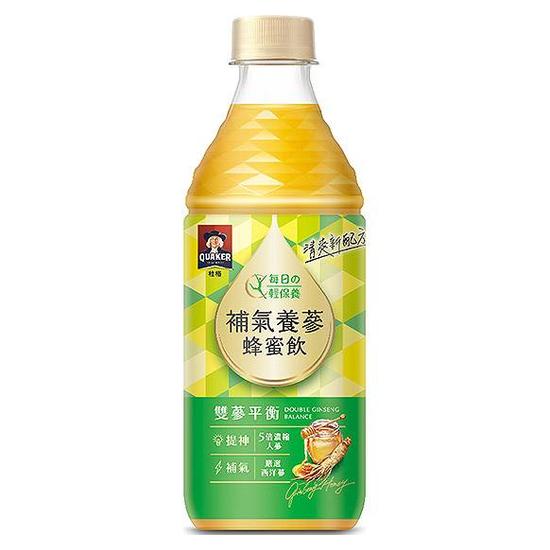 清爽新配方
QUAKER
桂格
每日の
輕保養
補氣養蔘
蜂蜜飲
雙蔘平衡 DOUBLE GINSENG
BALANCE
提神 5倍濃縮
人蔘
補氣 嚴選
西洋蔘
Ginseng Honey